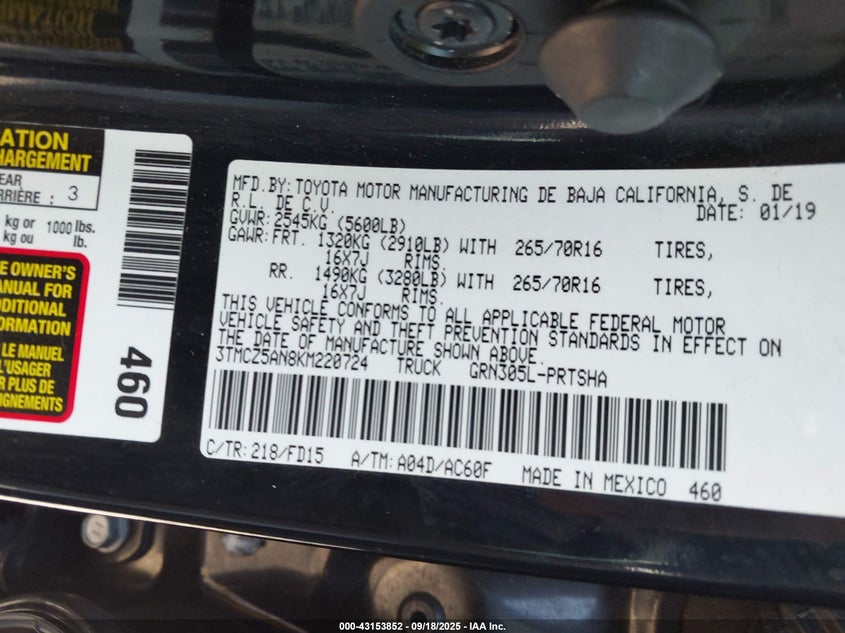 ATION
HARGEMENT
EAR
RRIÈRE : 3
kg or 1000 lbs.
kg ou lb.
E OWNER'S
ANUAL FOR
DDITIONAL
FORMATION
LE MANUEL
L'USAGER
R PLUS DE
IGNEMENTS
460
MFD.BY: TOYOTA MOTOR MANUFACTURING DE BAJA CALIFORNIA, S. DE
R.L. DE C.V. DATE: 01/19
GVWR: 2545KG (5600LB)
GAWR: FRT. 1320KG (2910LB) WITH 265/70R16 TIRES,
16X7J RIMS.
RR. 1490KG (3280LB) WITH 265/70R16 TIRES,
16X7J RIMS.
THIS VEHICLE CONFORMS TO ALL APPLICABLE FEDERAL MOTOR
VEHICLE SAFETY AND THEFT PREVENTION STANDARDS IN EFFECT ON
THE DATE OF MANUFACTURE SHOWN ABOVE.
3TMCZ5AN8KM220724 TRUCK GRN305L-PRTSHA
C/TR: 218/FD15 A/TM: A04D/AC60F MADE IN MEXICO 460
000-43153852 - 09/18/2025 - IAA Inc.